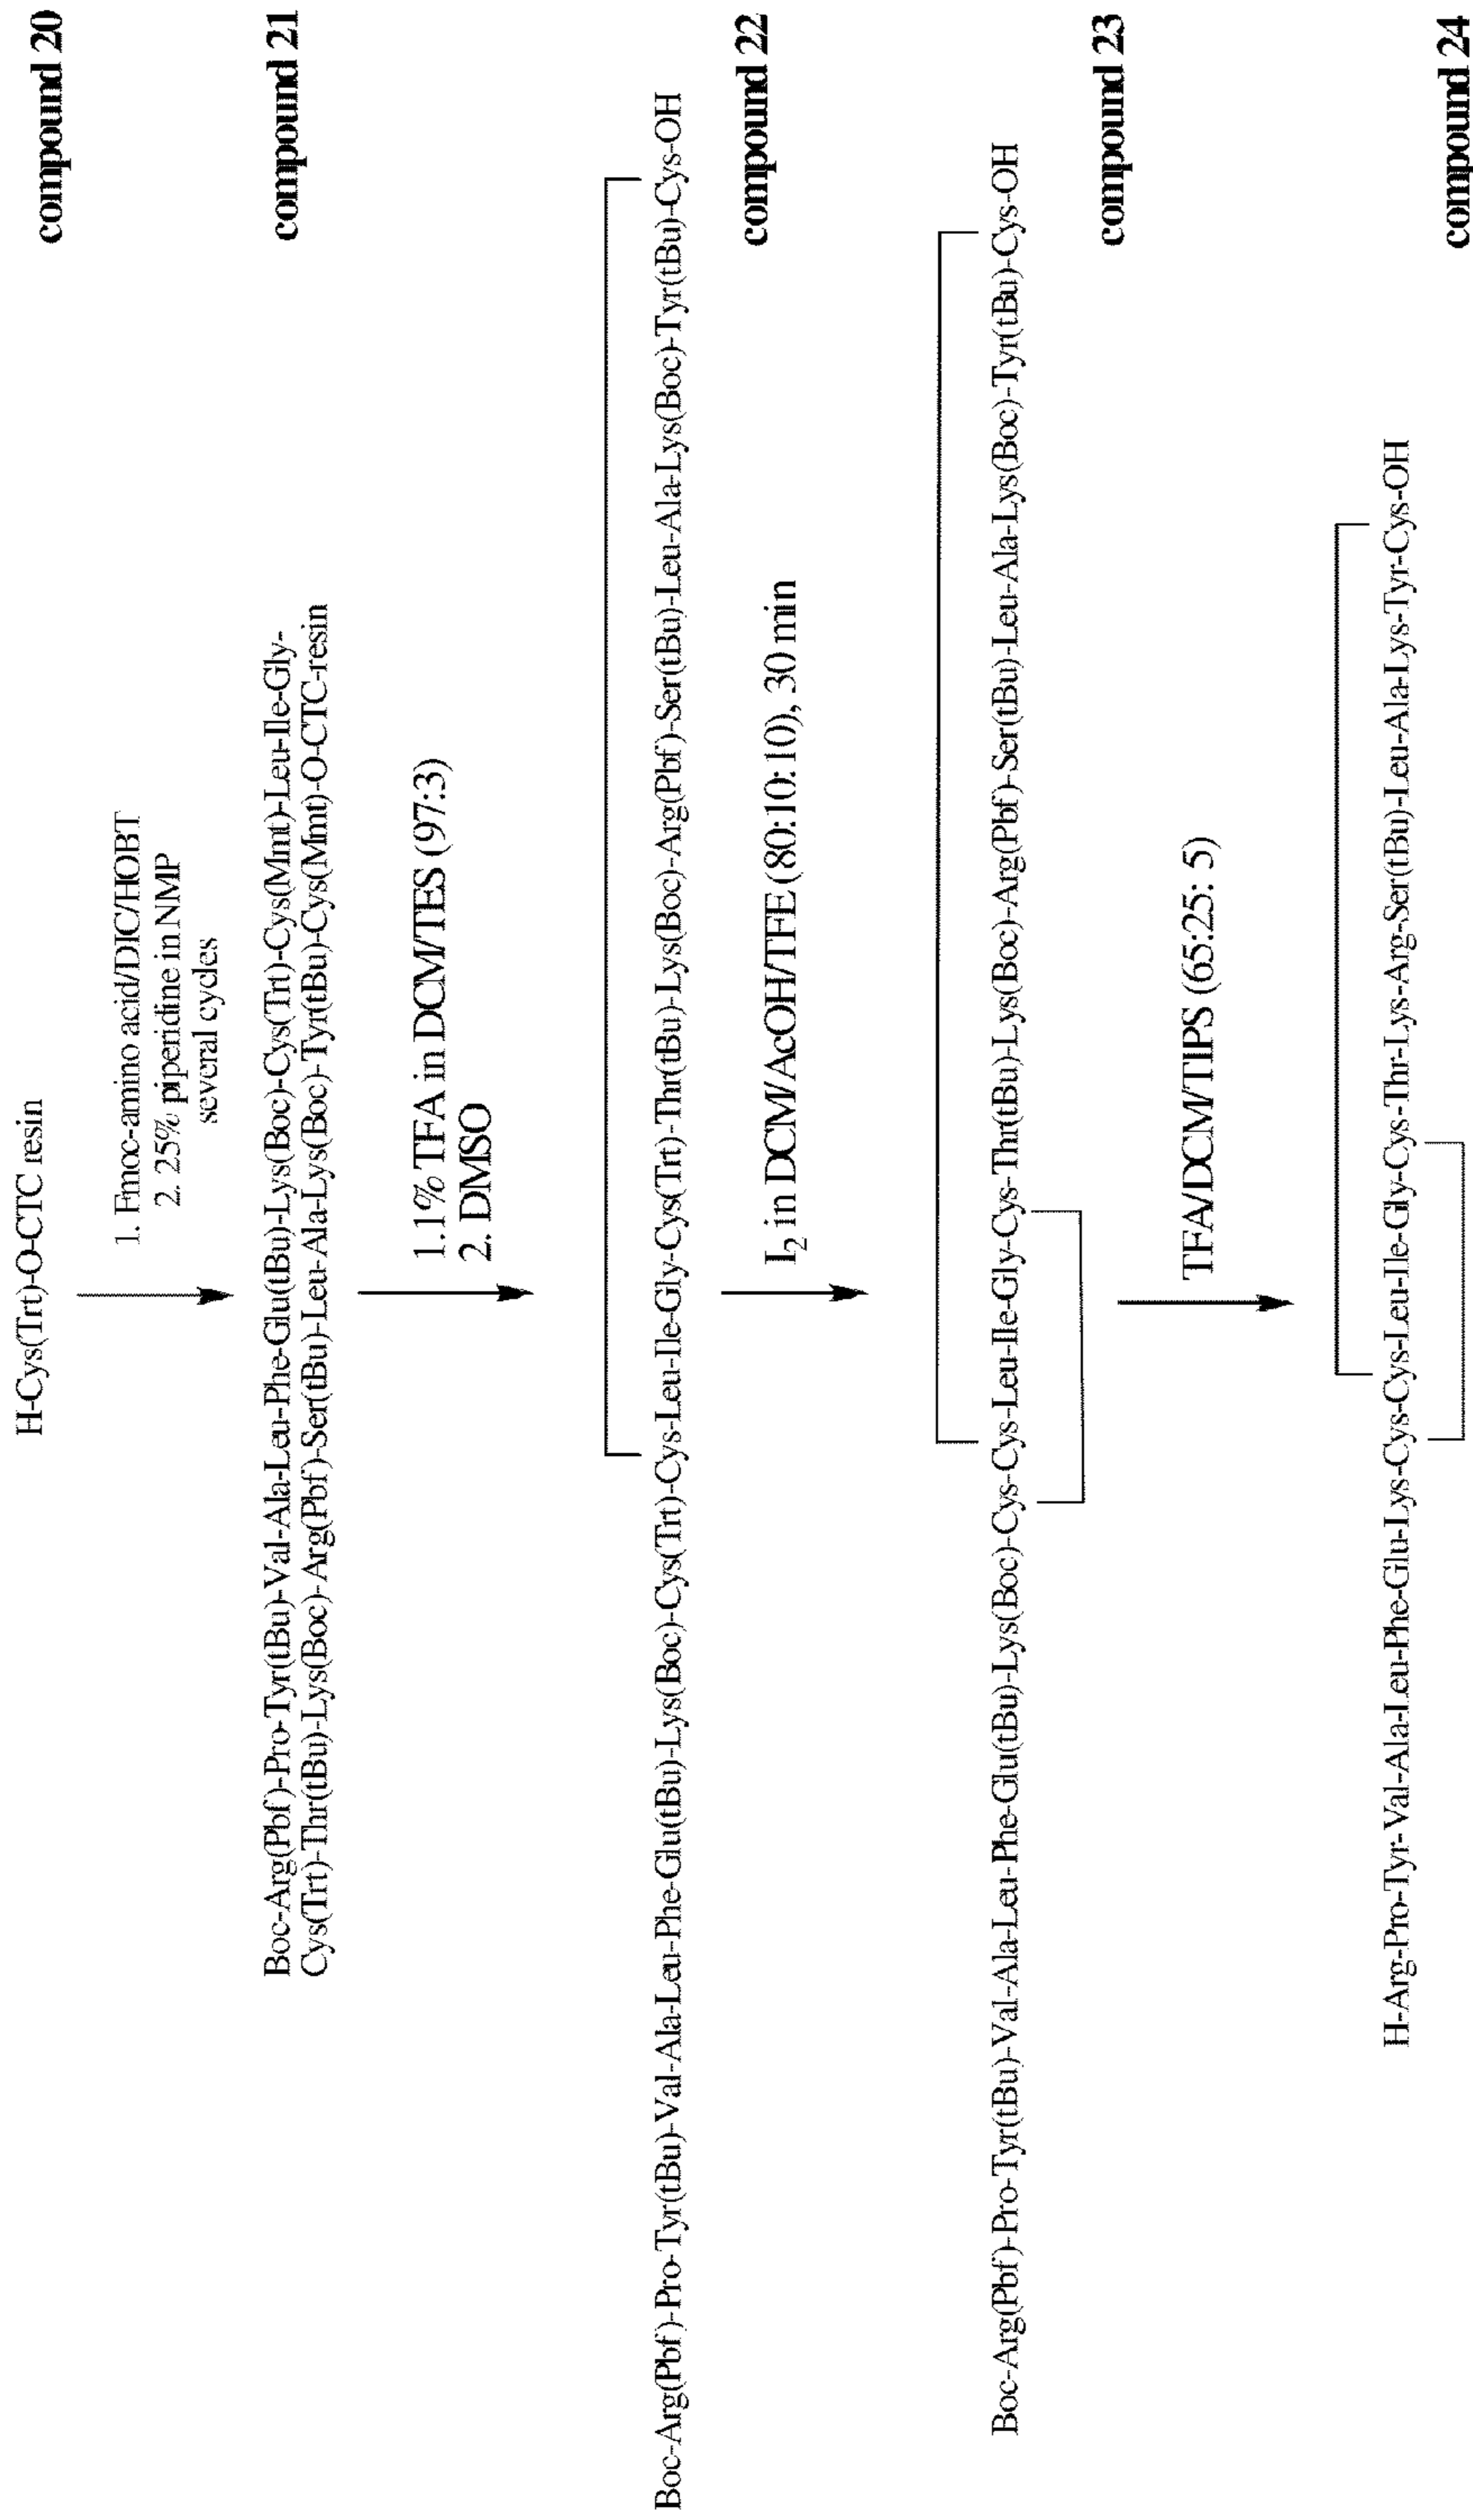 H-Cys(Trt)-O-CTC resin
compound 20
1. Fmoc-amino acid/DIC/HOBT
2. 25% piperidine in NMP
several cycles
Boc-Arg(Pbf)-Pro-Tyr(tBu)-Val-Ala-Leu-Phe-Glu(tBu)-Lys(Boc)-Cys(Trt)-Cys(Mmt)-Leu-Ile-Gly-
Cys(Trt)-Thr(tBu)-Lys(Boc)-Arg(Pbf)-Ser(tBu)-Leu-Ala-Lys(Boc)-Tyr(tBu)-Cys(Mmt)-O-CTC-resin
compound 21
1.1% TFA in DCM/TES (97:3)
2. DMSO
Boc-Arg(Pbf)-Pro-Tyr(tBu)-Val-Ala-Leu-Phe-Glu(tBu)-Lys(Boc)-Cys(Trt)-Cys-Leu-Ile-Gly-Cys(Trt)-Thr(tBu)-Lys(Boc)-Arg(Pbf)-Ser(tBu)-Leu-Ala-Lys(Boc)-Tyr(tBu)-Cys-OH
compound 22
I2 in DCM/AcOH/TFE (80:10:10), 30 min
Boc-Arg(Pbf)-Pro-Tyr(tBu)-Val-Ala-Leu-Phe-Glu(tBu)-Lys(Boc)-Cys-Cys-Leu-Ile-Gly-Cys-Thr(tBu)-Lys(Boc)-Arg(Pbf)-Ser(tBu)-Leu-Ala-Lys(Boc)-Tyr(tBu)-Cys-OH
compound 23
TFA/DCM/TIPS (65:25: 5)
H-Arg-Pro-Tyr-Val-Ala-Leu-Phe-Glu-Lys-Cys-Cys-Leu-Ile-Gly-Cys-Thr-Lys-Arg-Ser(tBu)-Leu-Ala-Lys-Tyr-Cys-OH
compound 24